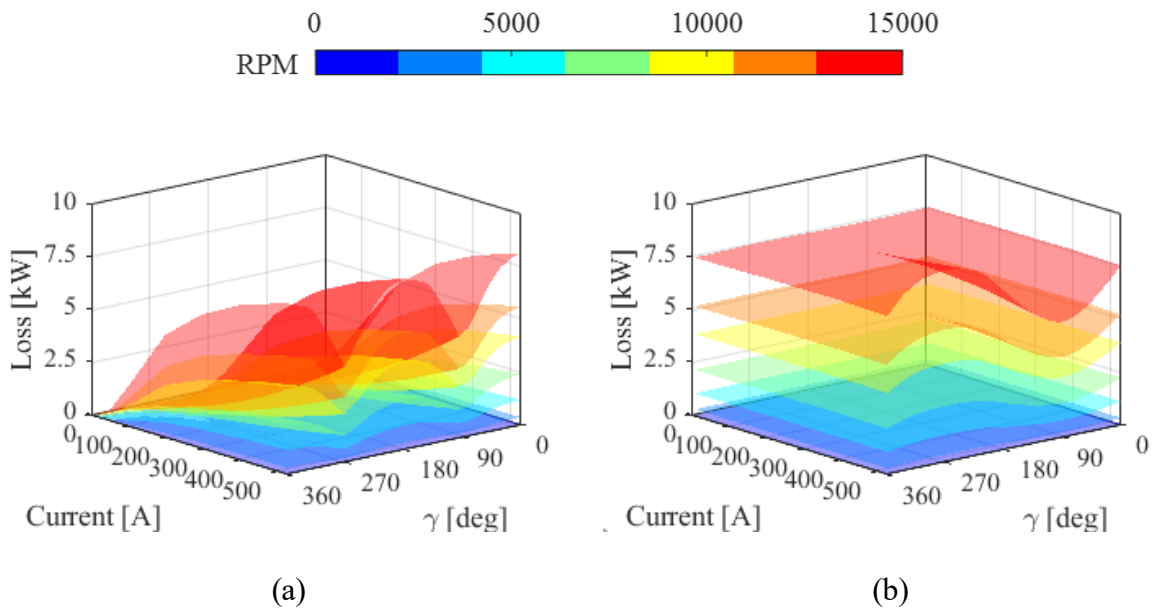 0 5000 10000 15000
RPM
10 10
7.5 7.5
Loss [kW] Loss [kW]
5 5
2.5 2.5
0 0
0 100 200 300 400 500 0 100 200 300 400 500
360 270 180 90 0 360 270 180 90 0
Current [A] γ [deg] Current [A] γ [deg]
(a) (b)